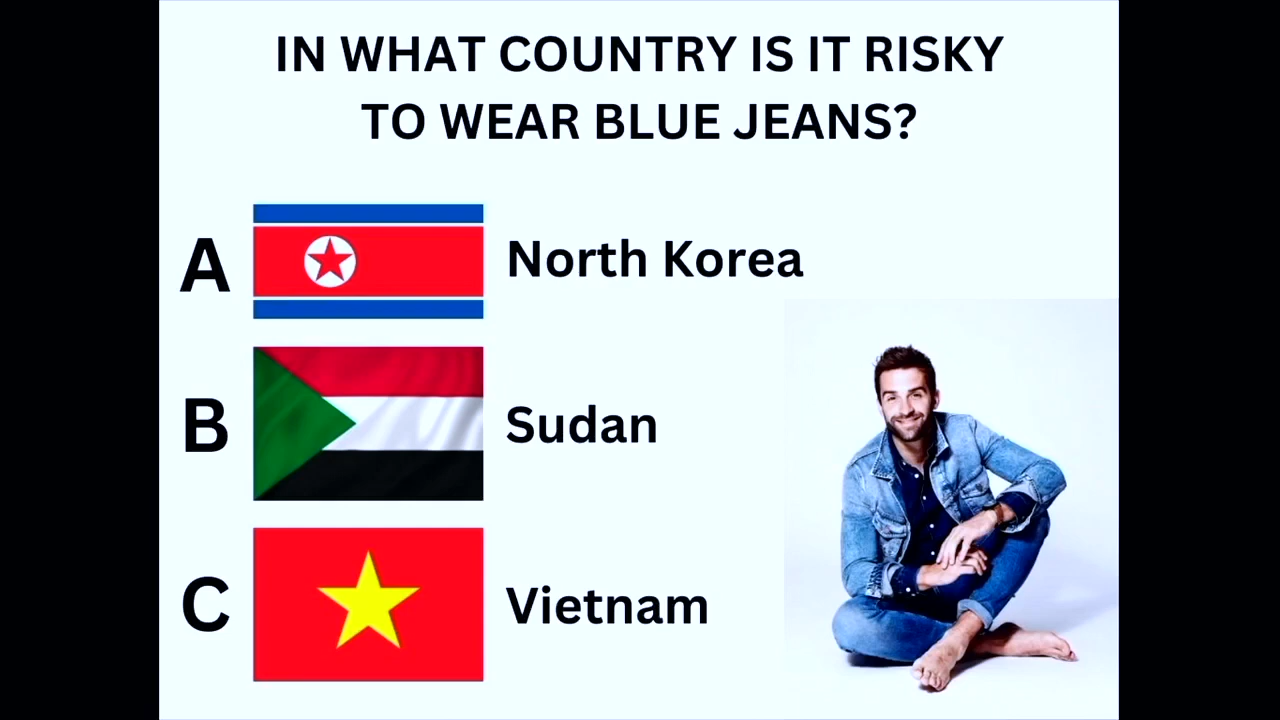 IN WHAT COUNTRY IS IT RISKY
TO WEAR BLUE JEANS?
A North Korea
B Sudan
C Vietnam